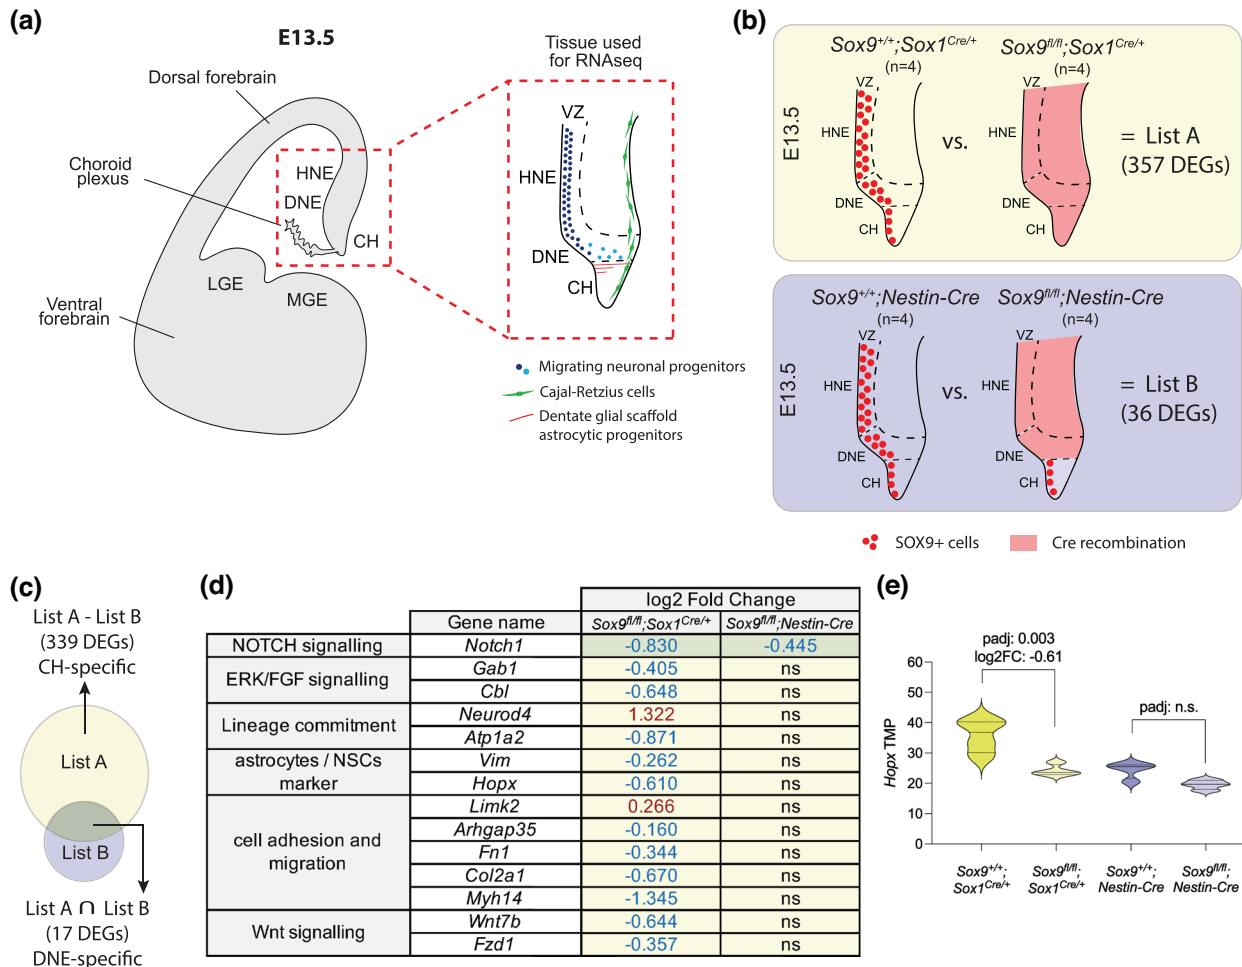 (a)
E13.5
Dorsal forebrain
Choroid
plexus
HNE
DNE
CH
LGE
MGE
Ventral
forebrain
Tissue used
for RNAseq
VZ
HNE
DNE
CH
Migrating neuronal progenitors
Cajal-Retzius cells
Dentate glial scaffold
astrocytic progenitors
(b)
E13.5
Sox9+/+;Sox1Cre/+
(n=4)
VZ
HNE
DNE
CH
vs.
Sox9fl/fl;Sox1Cre/+
(n=4)
HNE
DNE
CH
= List A
(357 DEGs)
E13.5
Sox9+/+;Nestin-Cre
(n=4)
VZ
HNE
DNE
CH
vs.
Sox9fl/fl;Nestin-Cre
(n=4)
HNE
DNE
CH
= List B
(36 DEGs)
SOX9+ cells
Cre recombination
(c)
List A - List B
(339 DEGs)
CH-specific
List A
List B
List A ∩ List B
(17 DEGs)
DNE-specific
(d)
log2 Fold Change
Gene name Sox9fl/fl;Sox1Cre/+ Sox9fl/fl;Nestin-Cre
NOTCH signalling Notch1 -0.830 -0.445
ERK/FGF signalling Gab1 -0.405 ns
Cbl -0.648 ns
Lineage commitment Neurod4 1.322 ns
Atp1a2 -0.871 ns
astrocytes / NSCs
marker
Vim -0.262 ns
Hopx -0.610 ns
cell adhesion and
migration
Limk2 0.266 ns
Arhgap35 -0.160 ns
Fn1 -0.344 ns
Col2a1 -0.670 ns
Myh14 -1.345 ns
Wnt signalling Wnt7b -0.644 ns
Fzd1 -0.357 ns
(e)
padj: 0.003
log2FC: -0.61
padj: n.s.
Hopx TMP
60
50
40
30
20
10
0
Sox9+/+;
Sox1Cre/+
Sox9fl/fl;
Sox1Cre/+
Sox9+/+;
Nestin-Cre
Sox9fl/fl;
Nestin-Cre